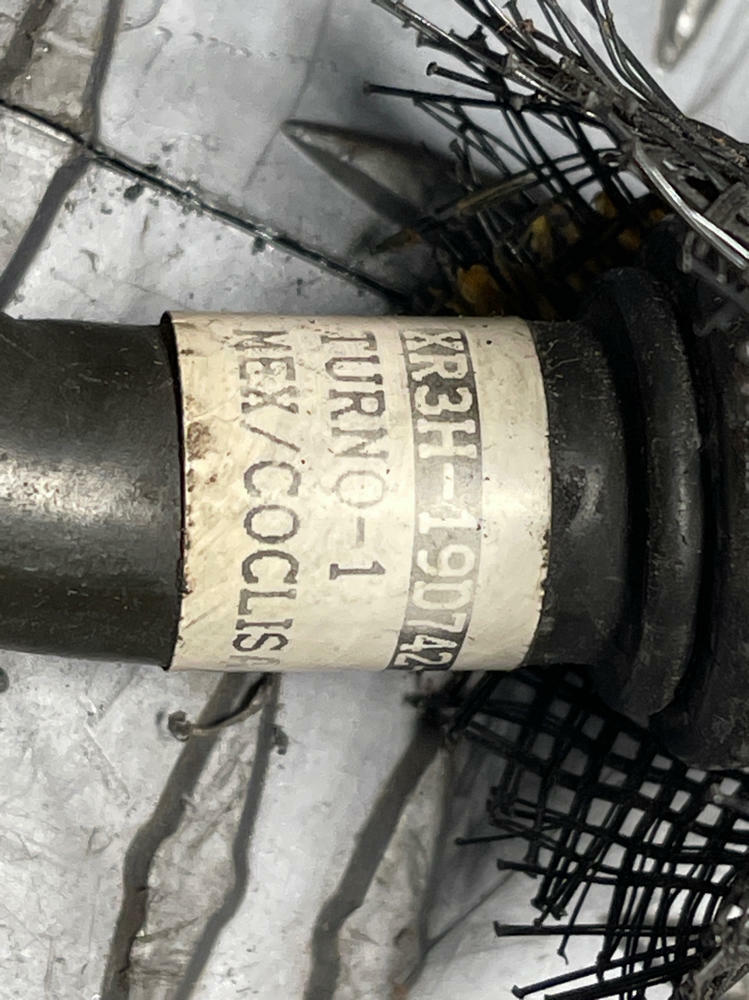 XR3H-19D742
TURNO-1
MEX/COCLISA